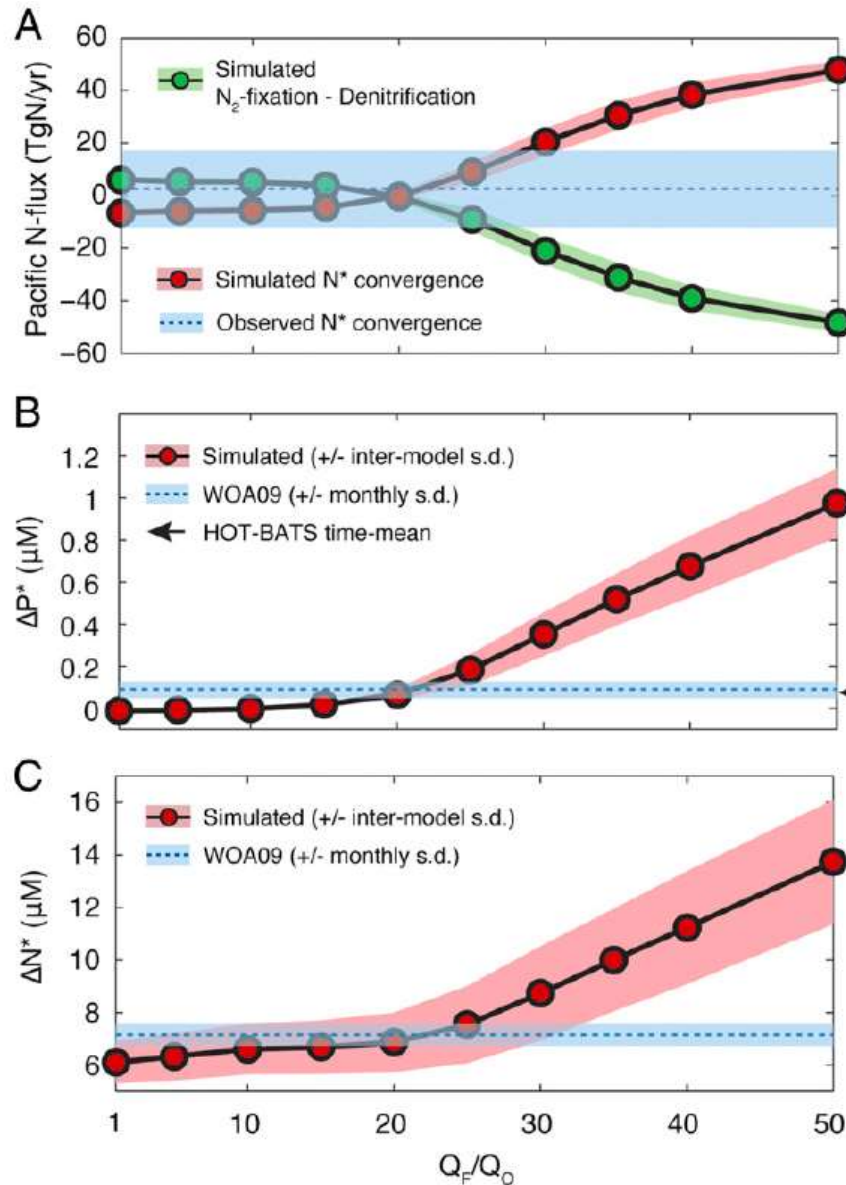 A
Pacific N-flux (TgN/yr)
60
40
20
0
−20
−40
−60
Simulated
N₂-fixation - Denitrification
Simulated N* convergence
Observed N* convergence
B
ΔP* (μM)
1.2
1
0.8
0.6
0.4
0.2
0
Simulated (+/- inter-model s.d.)
WOA09 (+/- monthly s.d.)
HOT-BATS time-mean
C
ΔN* (μM)
16
14
12
10
8
6
Simulated (+/- inter-model s.d.)
WOA09 (+/- monthly s.d.)
1 10 20 30 40 50
Q_F/Q_O